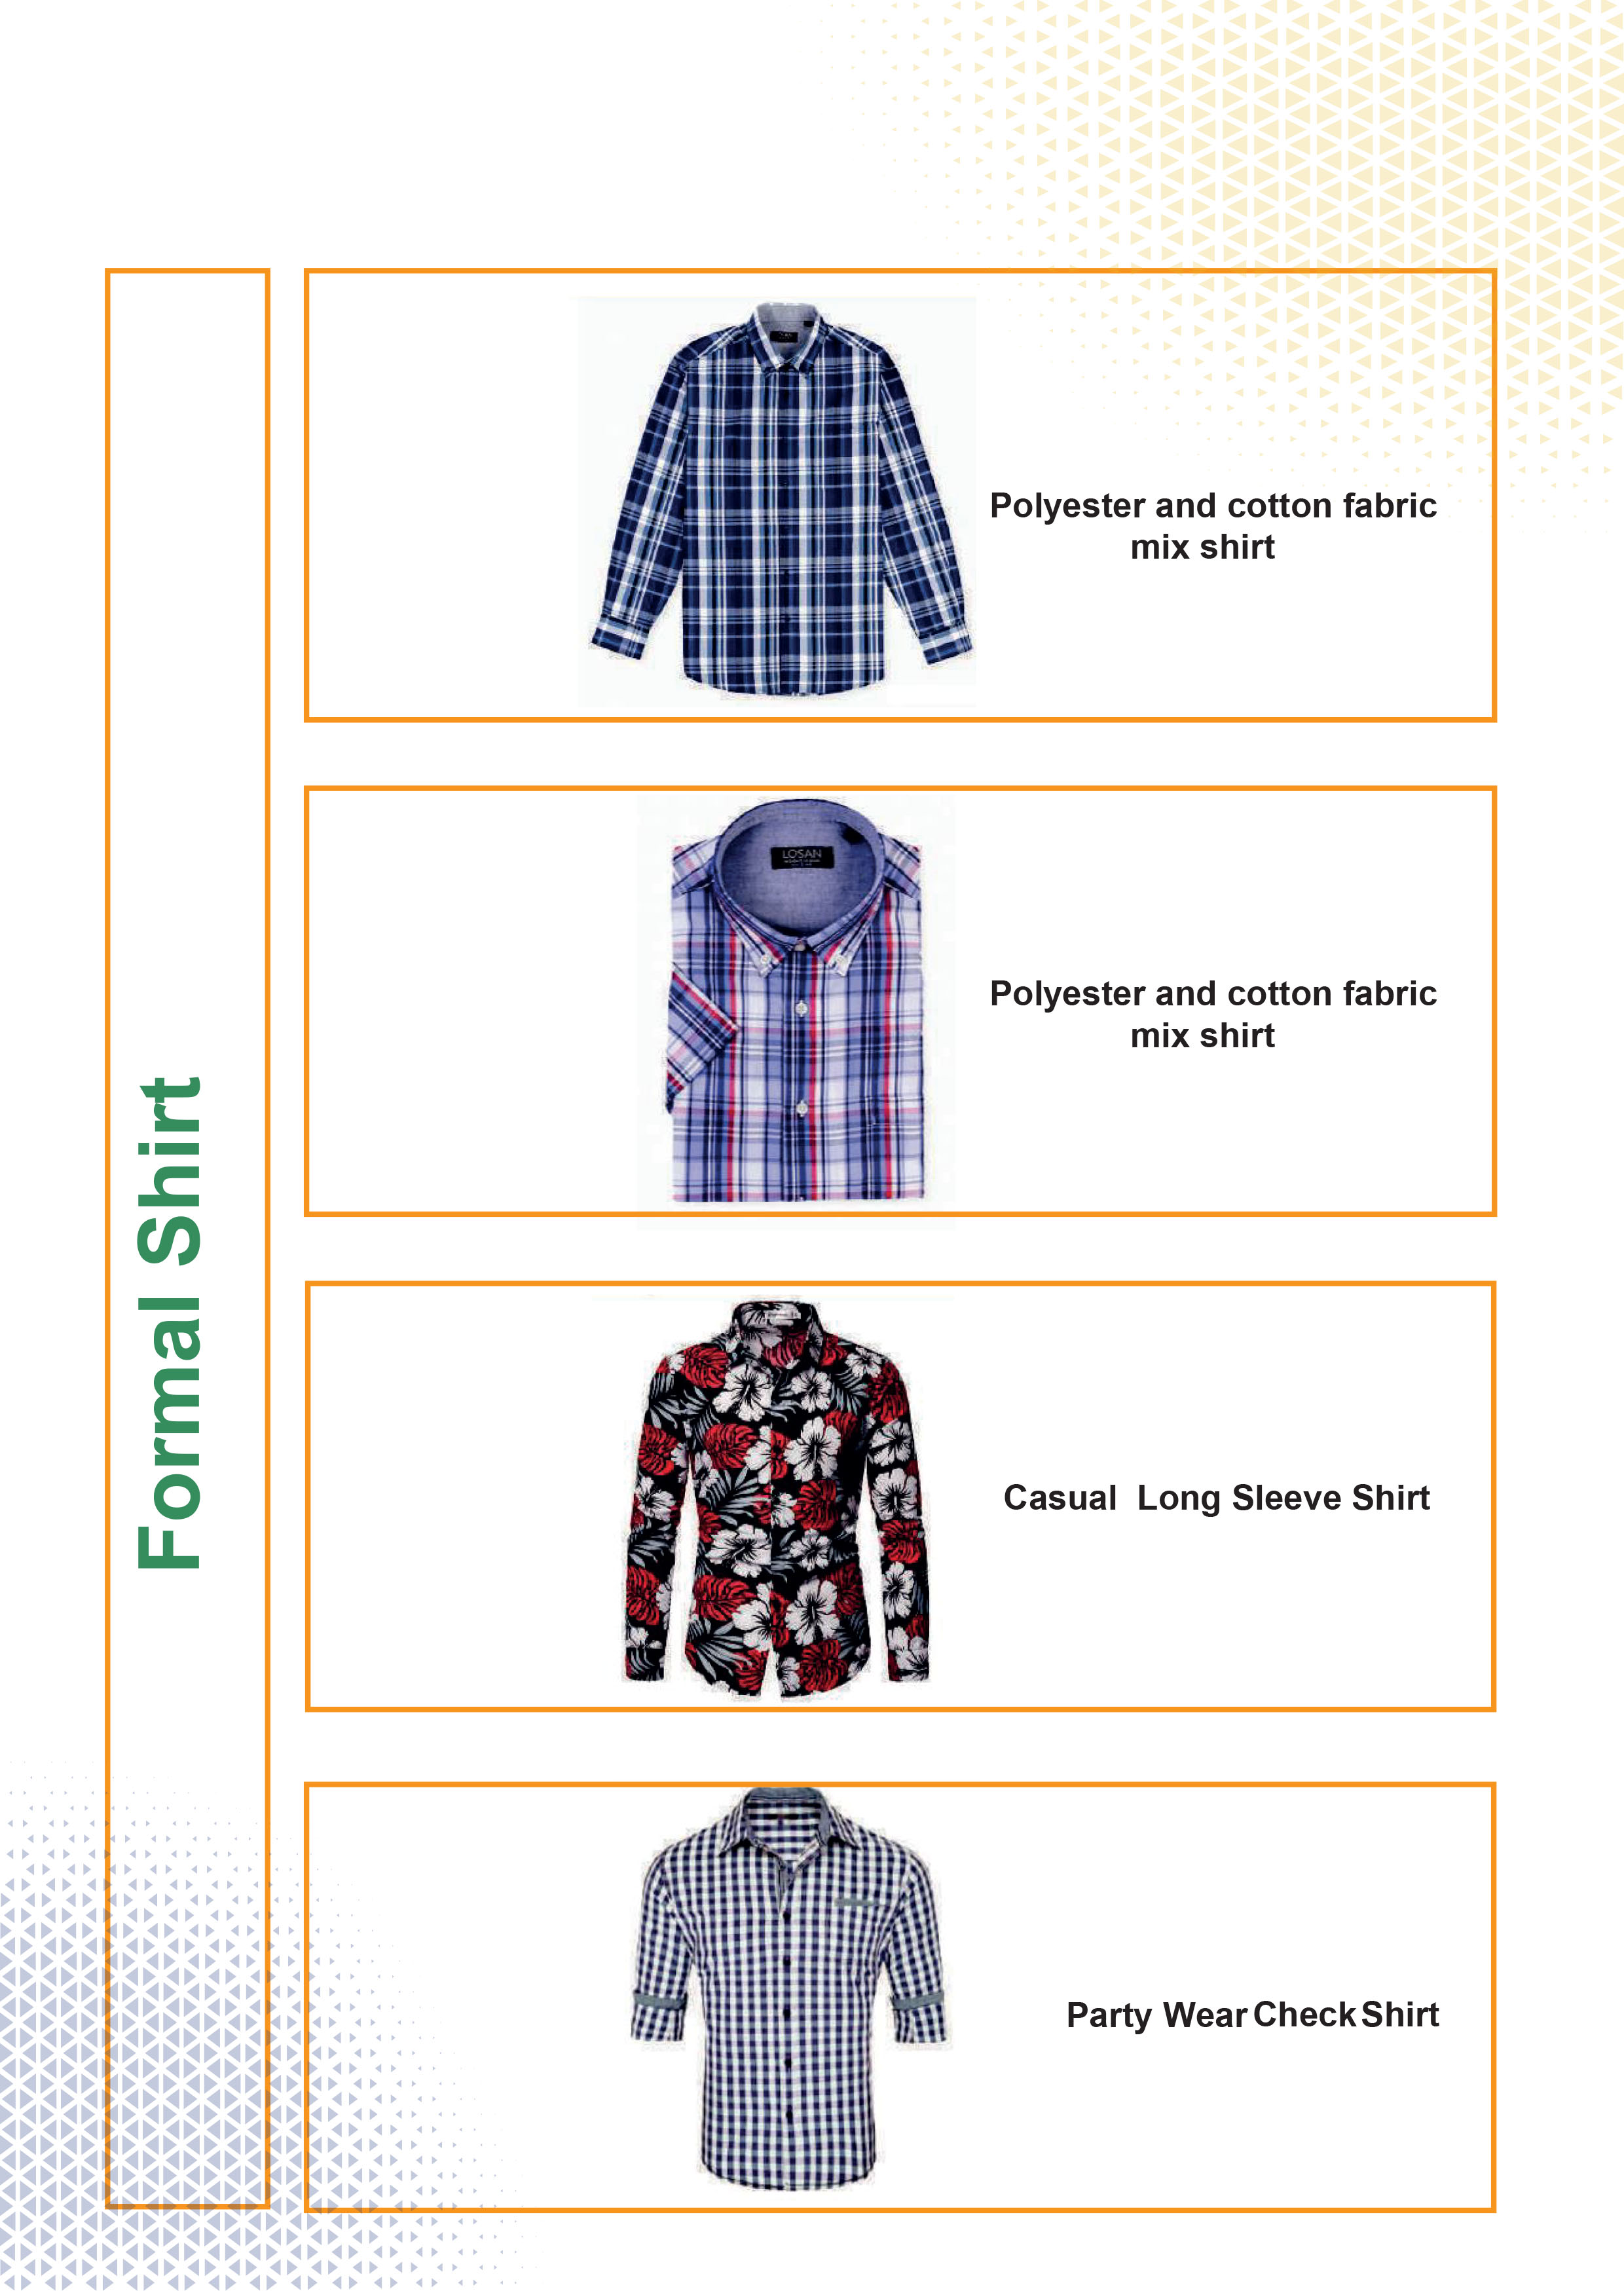 Formal Shirt
Polyester and cotton fabric
mix shirt
LOSAN
Polyester and cotton fabric
mix shirt
Casual Long Sleeve Shirt
Party Wear Check Shirt